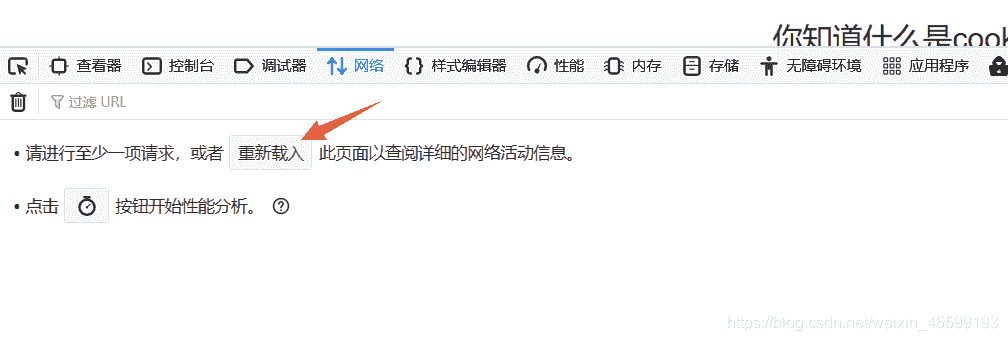 你知道什么是cook
查看器 控制台 调试器 网络 样式编辑器 性能 内存 存储 无障碍环境 应用程序
过滤 URL
• 请进行至少一项请求，或者 重新载入 此页面以查阅详细的网络活动信息。
• 点击 按钮开始性能分析。
https://blog.csdn.net/weixin_45599193